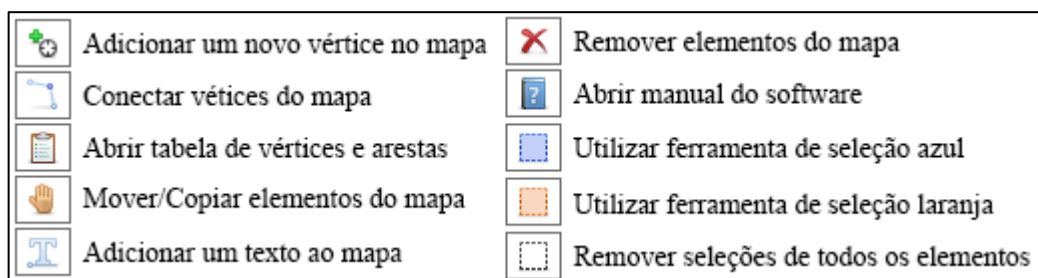 Adicionar um novo vértice no mapa
Conectar vétices do mapa
Abrir tabela de vértices e arestas
Mover/Copiar elementos do mapa
T
Adicionar um texto ao mapa
Remover elementos do mapa
?
Abrir manual do software
Utilizar ferramenta de seleção azul
Utilizar ferramenta de seleção laranja
Remover seleções de todos os elementos